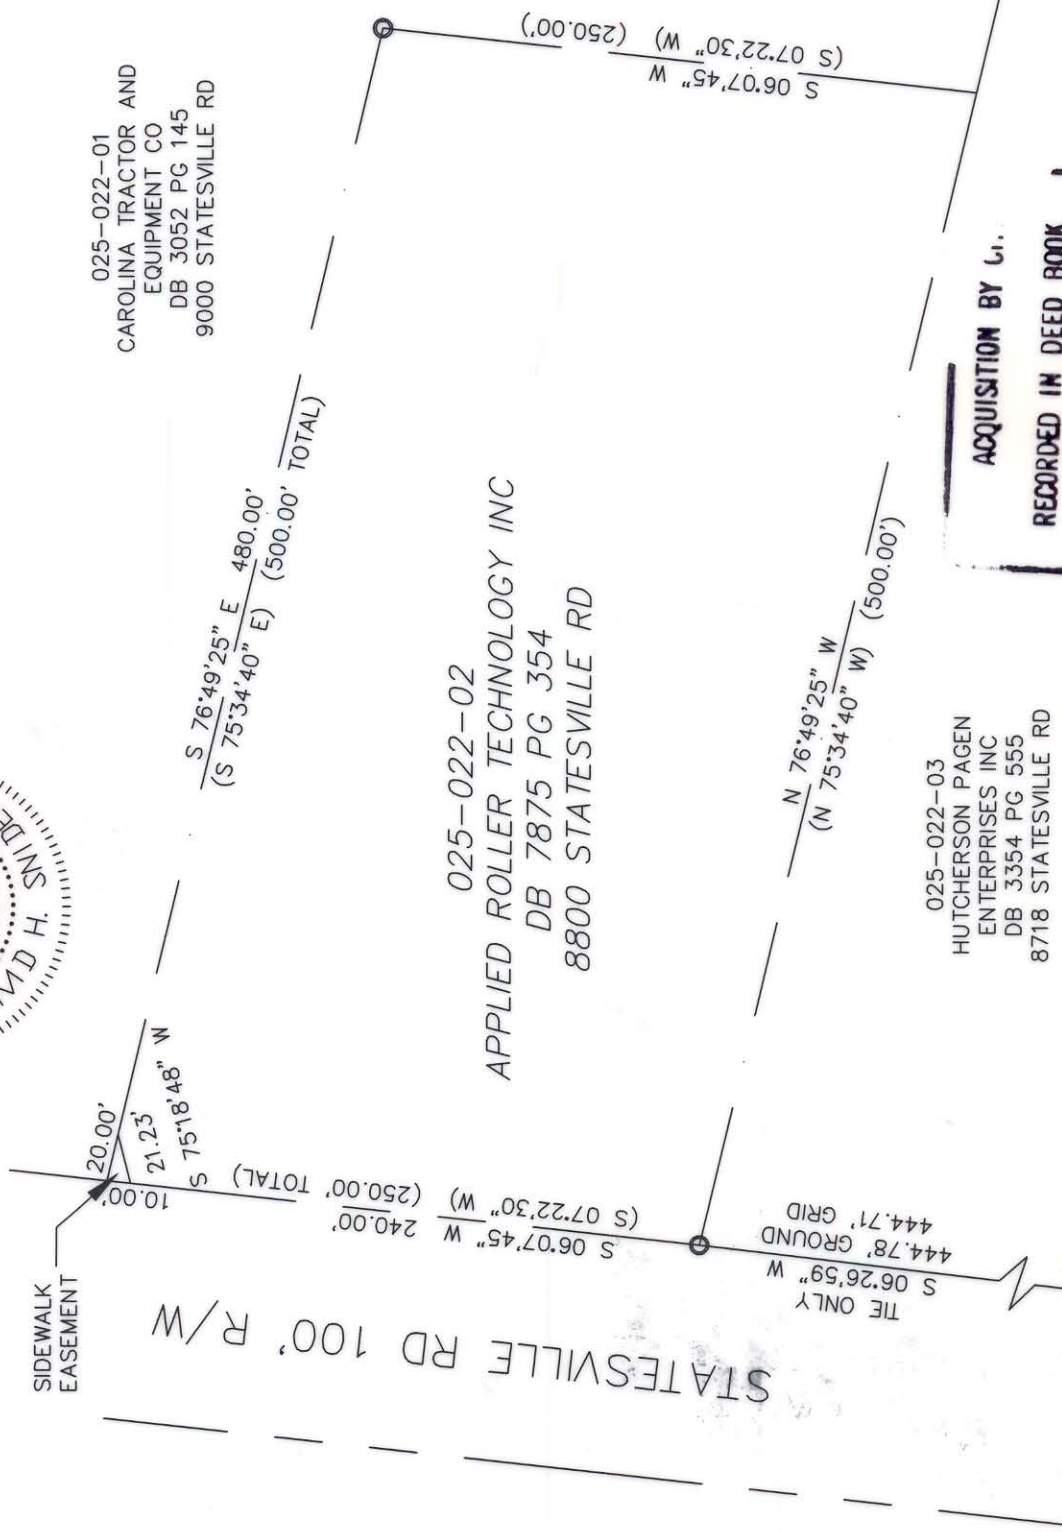 025-022-01
CAROLINA TRACTOR AND
EQUIPMENT CO
DB 3052 PG 145
9000 STATESVILLE RD
S 06°07'45" W
(S 07°22'30" W) (250.00')
S 76°49'25" E 480.00'
(S 75°34'40" E) (500.00' TOTAL)
025-022-02
APPLIED ROLLER TECHNOLOGY INC
DB 7875 PG 354
8800 STATESVILLE RD
N 76°49'25" W
(N 75°34'40" W) (500.00')
025-022-03
HUTCHERSON PAGEN
ENTERPRISES INC
DB 3354 PG 555
8718 STATESVILLE RD
ACQUISITION BY
RECORDED IN DEED BOOK
H. SNIDE
SIDEWALK
EASEMENT
20.00'
10.00'
21.23'
S 75°18'48" W
S 06°07'45" W 240.00'
(S 07°22'30" W) (250.00' TOTAL)
TIE ONLY
S 06°26'59" W
444.78' GROUND
444.71' GRID
STATESVILLE RD 100' R/W